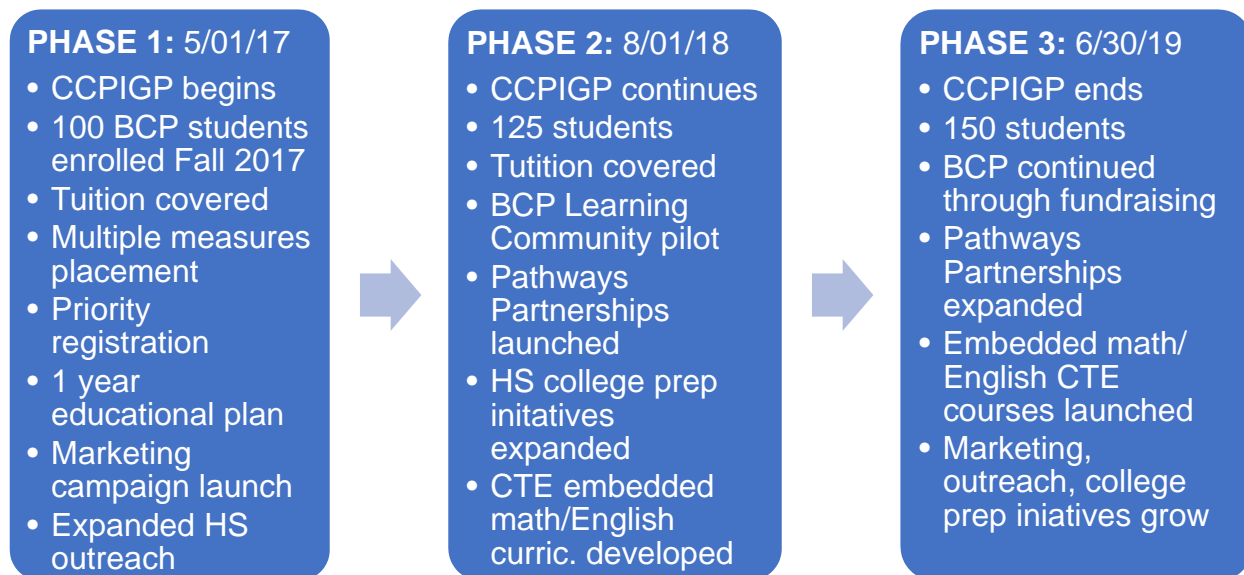 PHASE 1: 5/01/17
• CCPIGP begins
• 100 BCP students
enrolled Fall 2017
• Tuition covered
• Multiple measures
placement
• Priority
registration
• 1 year
educational plan
• Marketing
campaign launch
• Expanded HS
outreach
PHASE 2: 8/01/18
• CCPIGP continues
• 125 students
• Tutition covered
• BCP Learning
Community pilot
• Pathways
Partnerships
launched
• HS college prep
initatives
expanded
• CTE embedded
math/English
curric. developed
PHASE 3: 6/30/19
• CCPIGP ends
• 150 students
• BCP continued
through fundraising
• Pathways
Partnerships
expanded
• Embedded math/
English CTE
courses launched
• Marketing,
outreach, college
prep iniatives grow